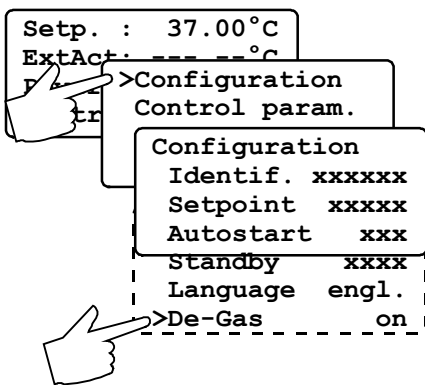 Setp. : 37.00°C
ExtAct: --- --°C
>Configuration
Control param.
Configuration
Identif. xxxxxx
Setpoint xxxxx
Autostart xxx
Standby xxxx
Language engl.
>De-Gas on